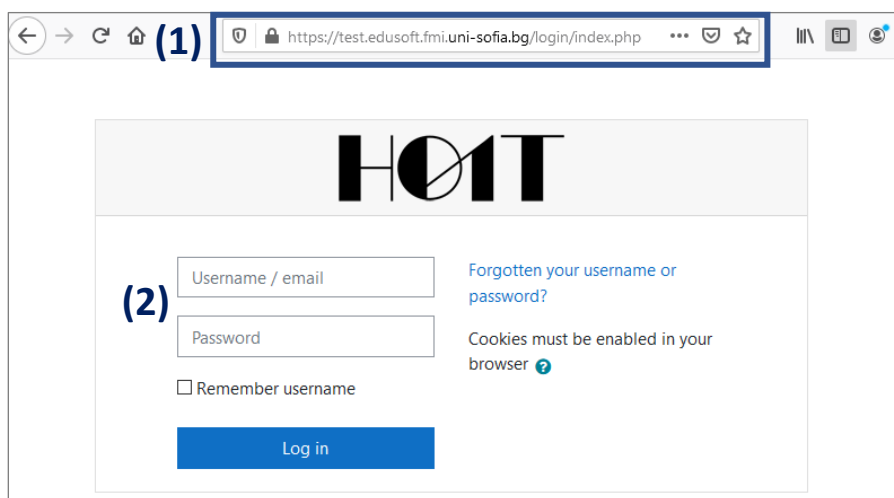 (1)
https://test.edusoft.fmi.uni-sofia.bg/login/index.php
HO1T
(2)
Username / email
Password
Remember username
Log in
Forgotten your username or
password?
Cookies must be enabled in your
browser ?